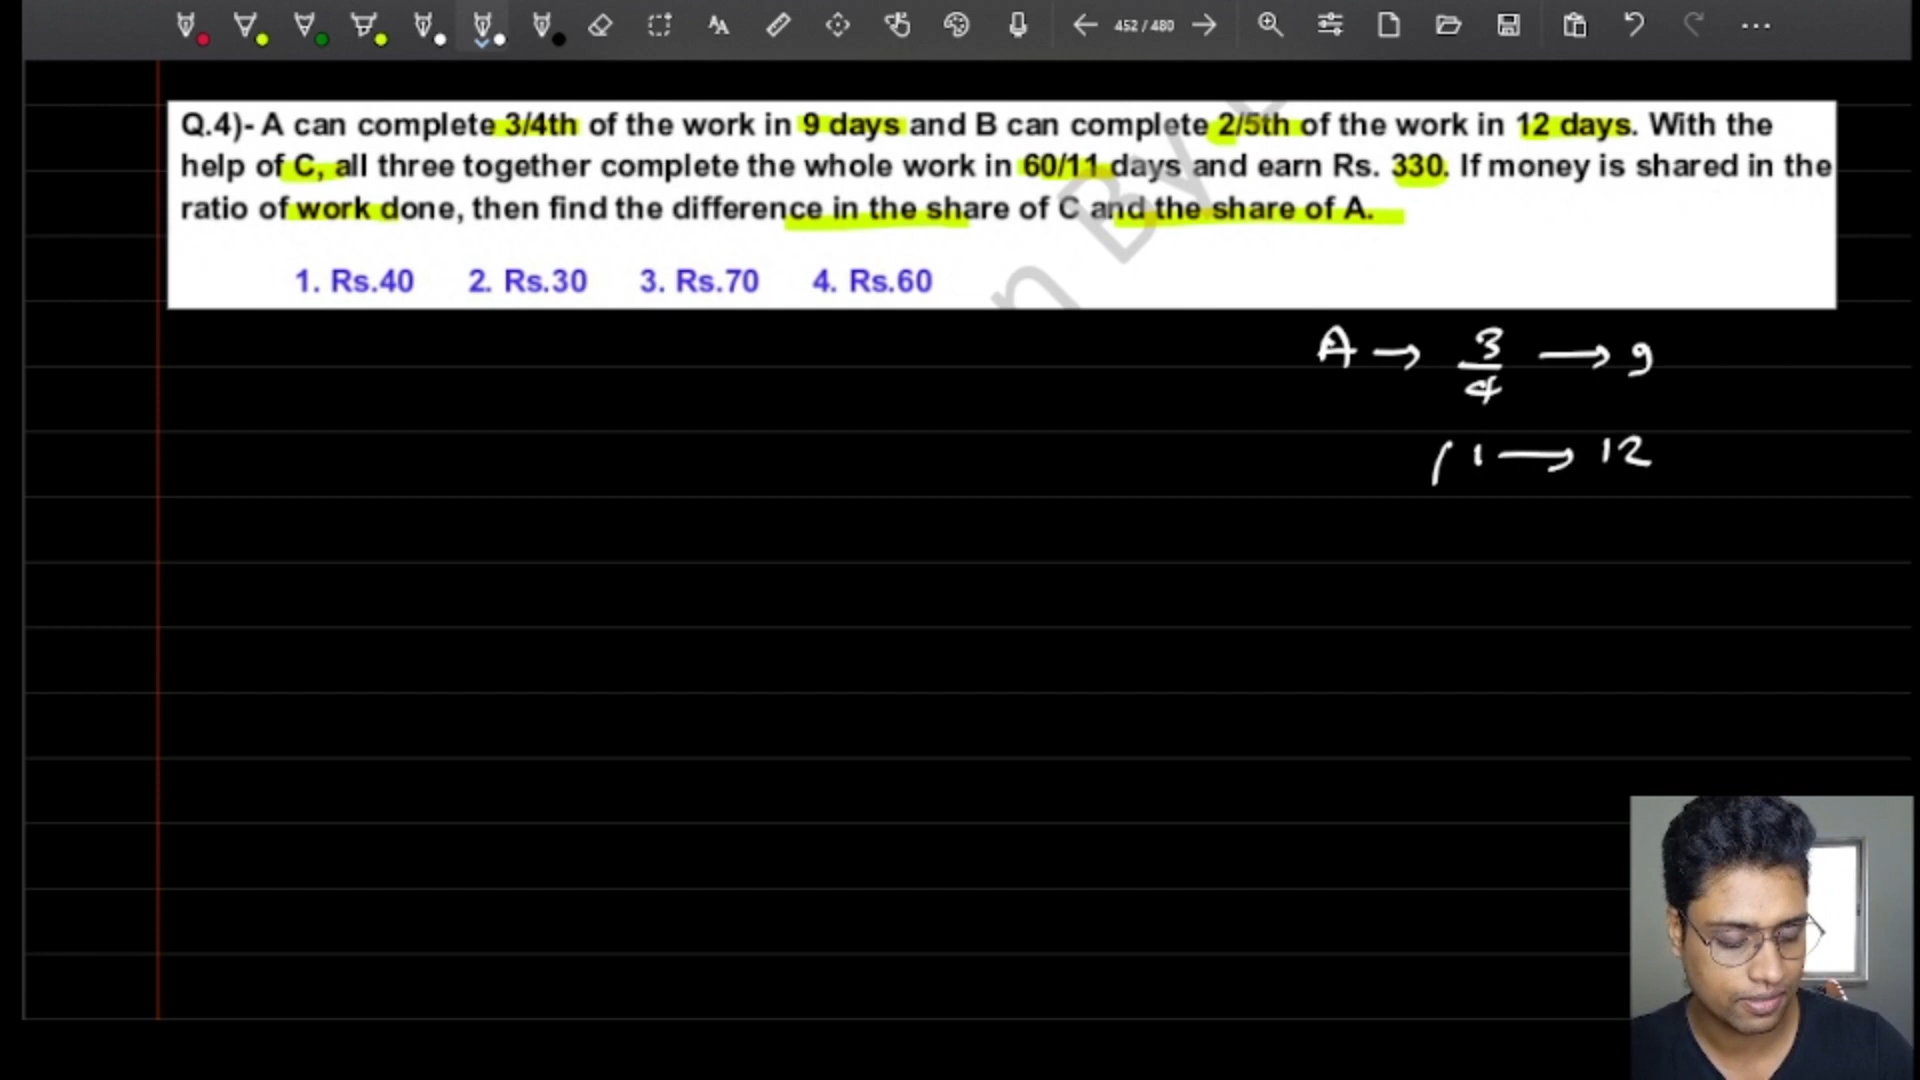 452 / 480
Q.4)- A can complete 3/4th of the work in 9 days and B can complete 2/5th of the work in 12 days. With the
help of C, all three together complete the whole work in 60/11 days and earn Rs. 330. If money is shared in the
ratio of work done, then find the difference in the share of C and the share of A.
1. Rs.40 2. Rs.30 3. Rs.70 4. Rs.60
n By
A → 3/4 → 9
1 → 12